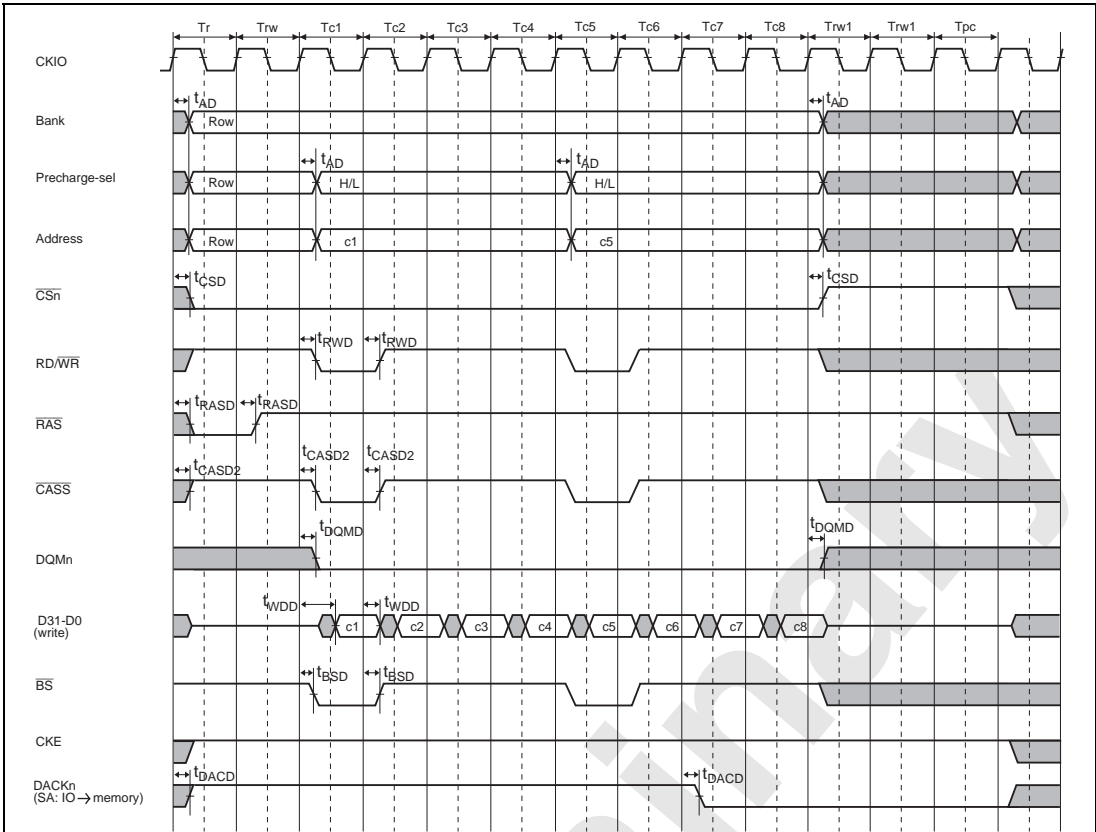 Tr Trw Tc1 Tc2 Tc3 Tc4 Tc5 Tc6 Tc7 Tc8 Trw1 Trw1 Tpc
CKIO
tAD tAD
Bank Row
tAD tAD
Precharge-sel Row H/L H/L
Address Row c1 c5
tCSD tCSD
CSn
tRWD tRWD
RD/WR
tRASD tRASD
RAS
tCASD2 tCASD2 tCASD2
CASS
tDQMD tDQMD
DQMn
tWDD tWDD
D31-D0 c1 c2 c3 c4 c5 c6 c7 c8
(write)
tBSD tBSD
BS
CKE
tDACD tDACD
DACKn
(SA: IO → memory)